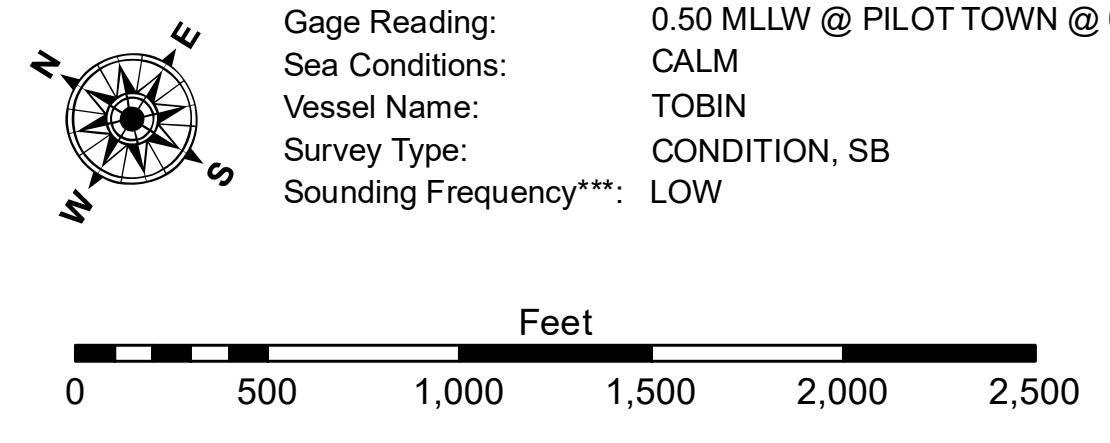 N
E
S
W
Gage Reading: 0.50 MLLW @ PILOT TOWN @
Sea Conditions: CALM
Vessel Name: TOBIN
Survey Type: CONDITION, SB
Sounding Frequency***: LOW
Feet
0 500 1,000 1,500 2,000 2,500